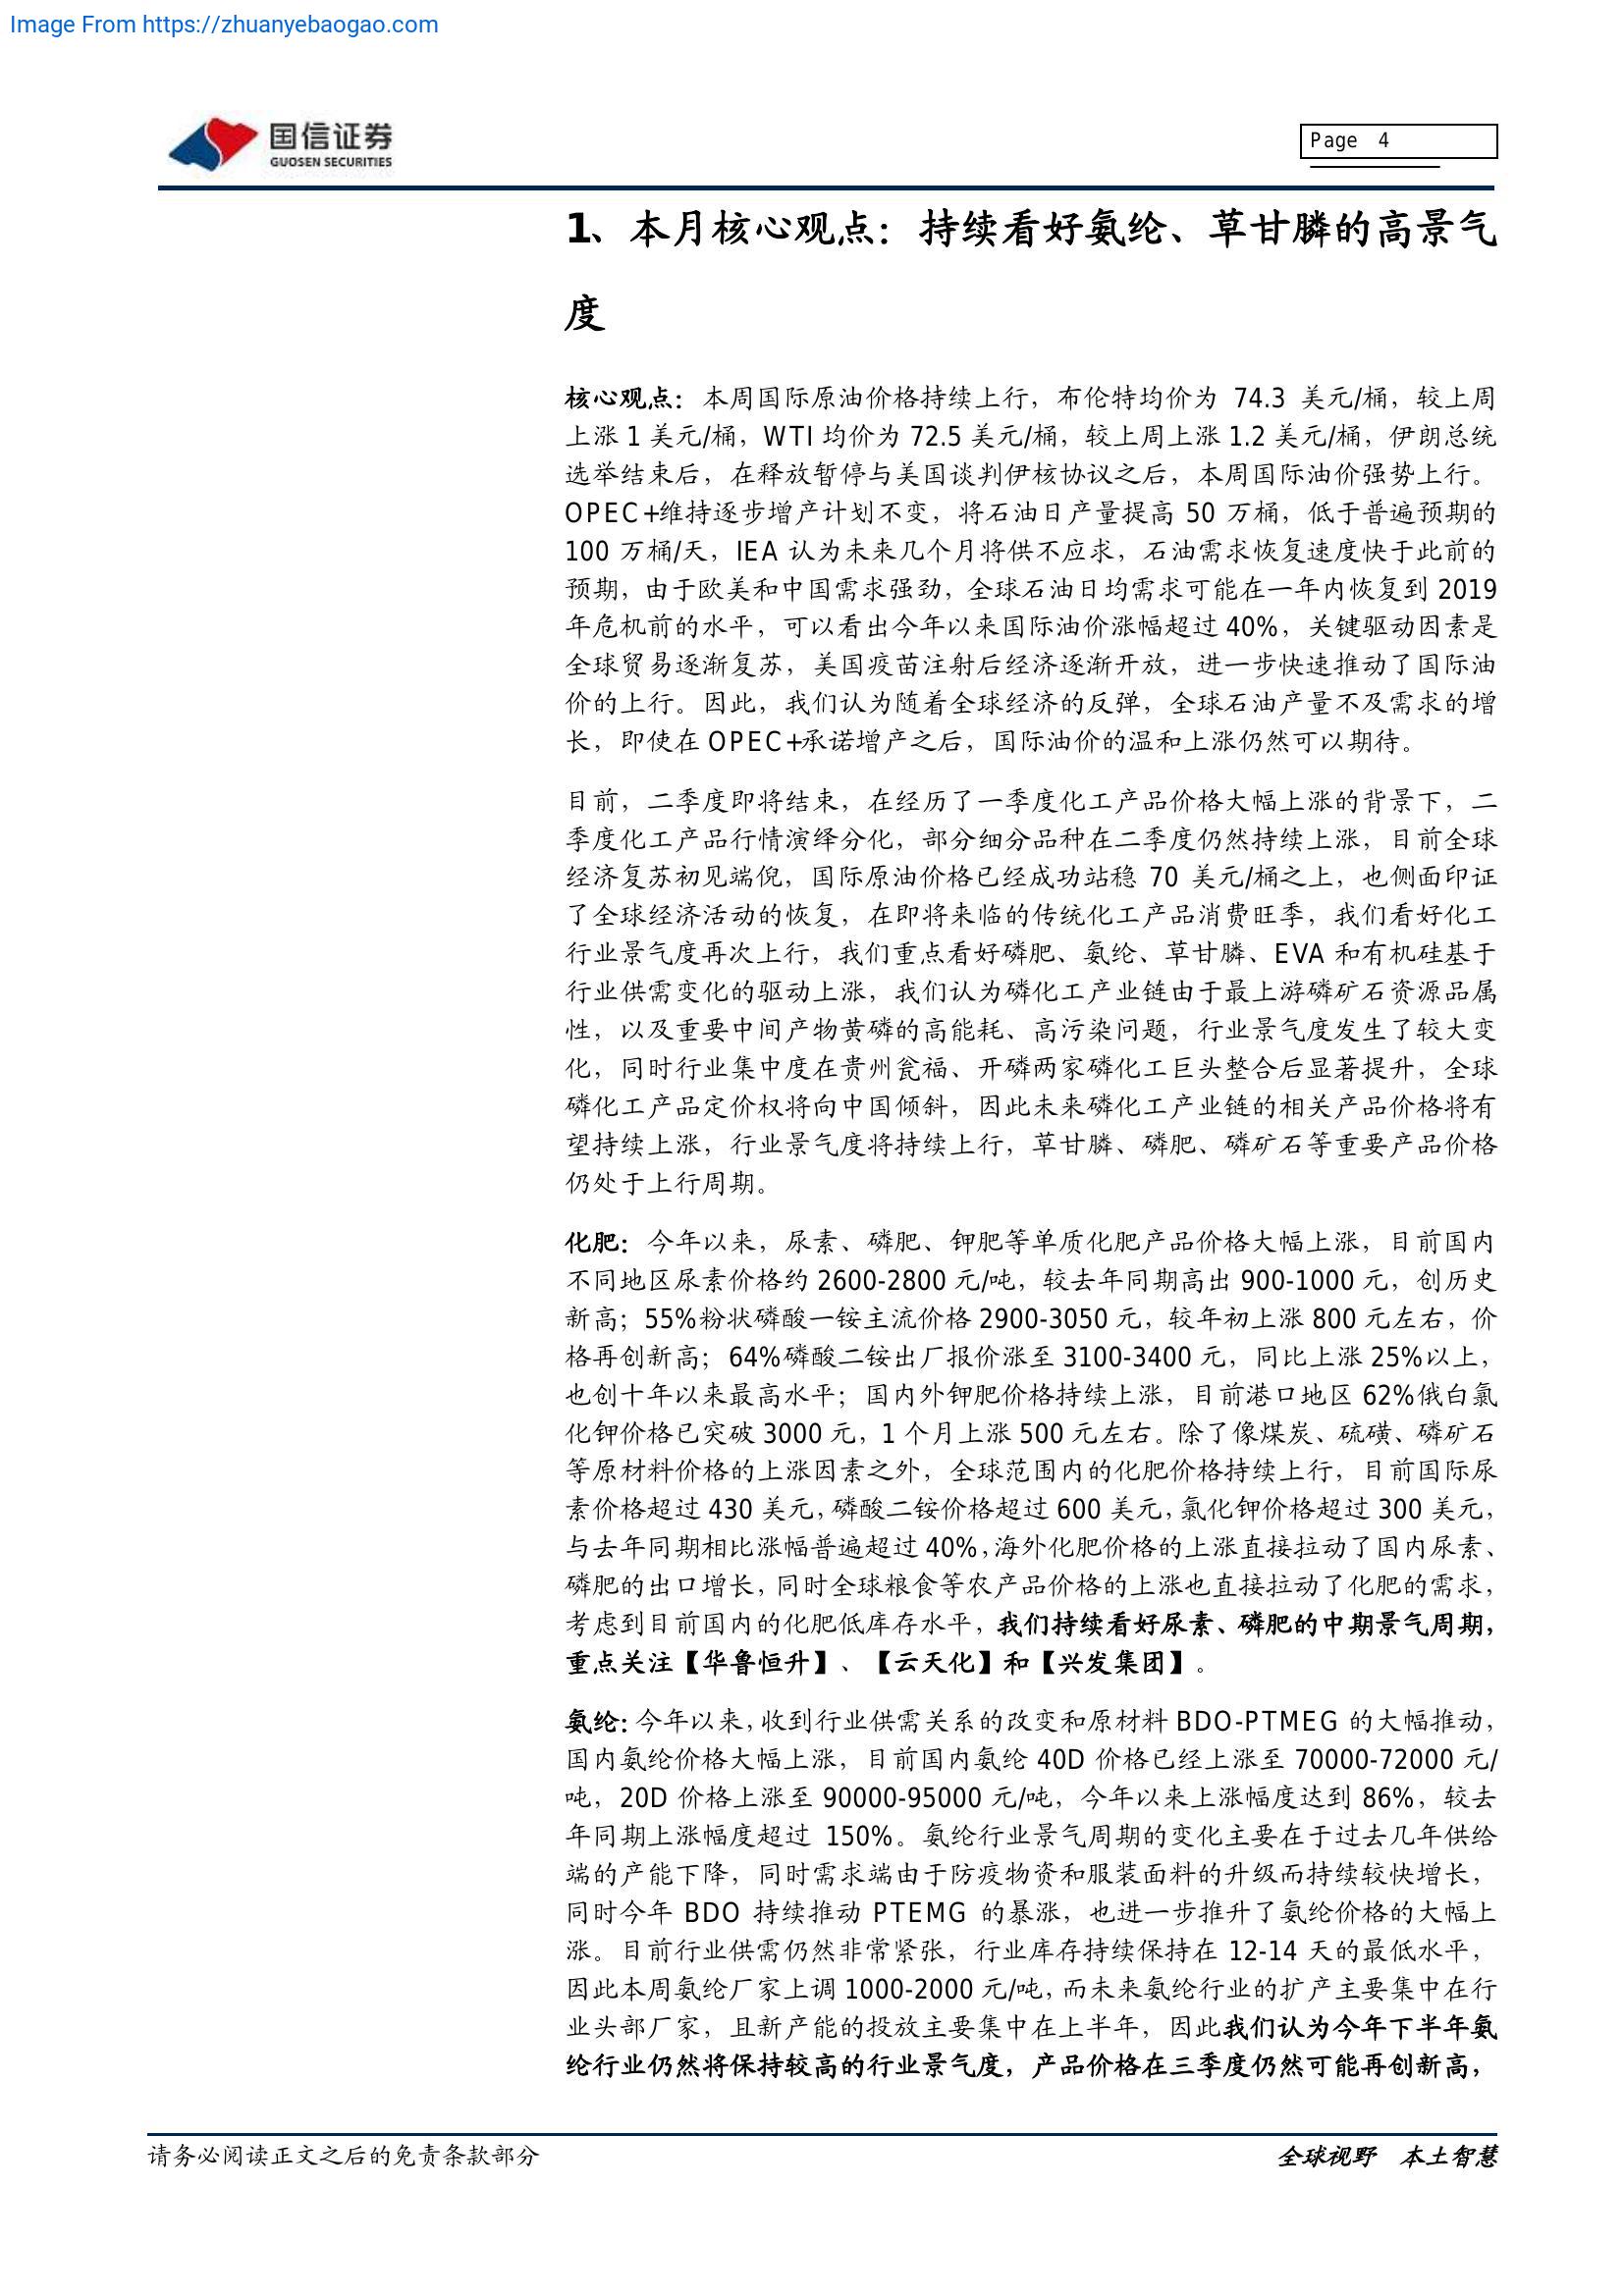 Image From https://zhuanyebaogao.com
国信证券
GUOSEN SECURITIES
Page 4
1、本月核心观点：持续看好氨纶、草甘膦的高景气
度
核心观点：本周国际原油价格持续上行，布伦特均价为 74.3 美元/桶，较上周
上涨 1 美元/桶，WTI 均价为 72.5 美元/桶，较上周上涨 1.2 美元/桶，伊朗总统
选举结束后，在释放暂停与美国谈判伊核协议之后，本周国际油价强势上行。
OPEC+维持逐步增产计划不变，将石油日产量提高 50 万桶，低于普遍预期的
100 万桶/天，IEA 认为未来几个月将供不应求，石油需求恢复速度快于此前的
预期，由于欧美和中国需求强劲，全球石油日均需求可能在一年内恢复到 2019
年危机前的水平，可以看出今年以来国际油价涨幅超过 40%，关键驱动因素是
全球贸易逐渐复苏，美国疫苗注射后经济逐渐开放，进一步快速推动了国际油
价的上行。因此，我们认为随着全球经济的反弹，全球石油产量不及需求的增
长，即使在 OPEC+承诺增产之后，国际油价的温和上涨仍然可以期待。
目前，二季度即将结束，在经历了一季度化工产品价格大幅上涨的背景下，二
季度化工产品行情演绎分化，部分细分品种在二季度仍然持续上涨，目前全球
经济复苏初见端倪，国际原油价格已经成功站稳 70 美元/桶之上，也侧面印证
了全球经济活动的恢复，在即将来临的传统化工产品消费旺季，我们看好化工
行业景气度再次上行，我们重点看好磷肥、氨纶、草甘膦、EVA 和有机硅基于
行业供需变化的驱动上涨，我们认为磷化工产业链由于最上游磷矿石资源品属
性，以及重要中间产物黄磷的高能耗、高污染问题，行业景气度发生了较大变
化，同时行业集中度在贵州瓮福、开磷两家磷化工巨头整合后显著提升，全球
磷化工产品定价权将向中国倾斜，因此未来磷化工产业链的相关产品价格将有
望持续上涨，行业景气度将持续上行，草甘膦、磷肥、磷矿石等重要产品价格
仍处于上行周期。
化肥：今年以来，尿素、磷肥、钾肥等单质化肥产品价格大幅上涨，目前国内
不同地区尿素价格约 2600-2800 元/吨，较去年同期高出 900-1000 元，创历史
新高；55%粉状磷酸一铵主流价格 2900-3050 元，较年初上涨 800 元左右，价
格再创新高；64%磷酸二铵出厂报价涨至 3100-3400 元，同比上涨 25%以上，
也创十年以来最高水平；国内外钾肥价格持续上涨，目前港口地区 62%俄白氯
化钾价格已突破 3000 元，1 个月上涨 500 元左右。除了像煤炭、硫磺、磷矿石
等原材料价格的上涨因素之外，全球范围内的化肥价格持续上行，目前国际尿
素价格超过 430 美元，磷酸二铵价格超过 600 美元，氯化钾价格超过 300 美元，
与去年同期相比涨幅普遍超过 40%，海外化肥价格的上涨直接拉动了国内尿素、
磷肥的出口增长，同时全球粮食等农产品价格的上涨也直接拉动了化肥的需求，
考虑到目前国内的化肥低库存水平，我们持续看好尿素、磷肥的中期景气周期，
重点关注【华鲁恒升】、【云天化】和【兴发集团】。
氨纶：今年以来，收到行业供需关系的改变和原材料 BDO-PTMEG 的大幅推动，
国内氨纶价格大幅上涨，目前国内氨纶 40D 价格已经上涨至 70000-72000 元/
吨，20D 价格上涨至 90000-95000 元/吨，今年以来上涨幅度达到 86%，较去
年同期上涨幅度超过 150%。氨纶行业景气周期的变化主要在于过去几年供给
端的产能下降，同时需求端由于防疫物资和服装面料的升级而持续较快增长，
同时今年 BDO 持续推动 PTEMG 的暴涨，也进一步推升了氨纶价格的大幅上
涨。目前行业供需仍然非常紧张，行业库存持续保持在 12-14 天的最低水平，
因此本周氨纶厂家上调 1000-2000 元/吨，而未来氨纶行业的扩产主要集中在行
业头部厂家，且新产能的投放主要集中在上半年，因此我们认为今年下半年氨
纶行业仍然将保持较高的行业景气度，产品价格在三季度仍然可能再创新高，
请务必阅读正文之后的免责条款部分
全球视野 本土智慧